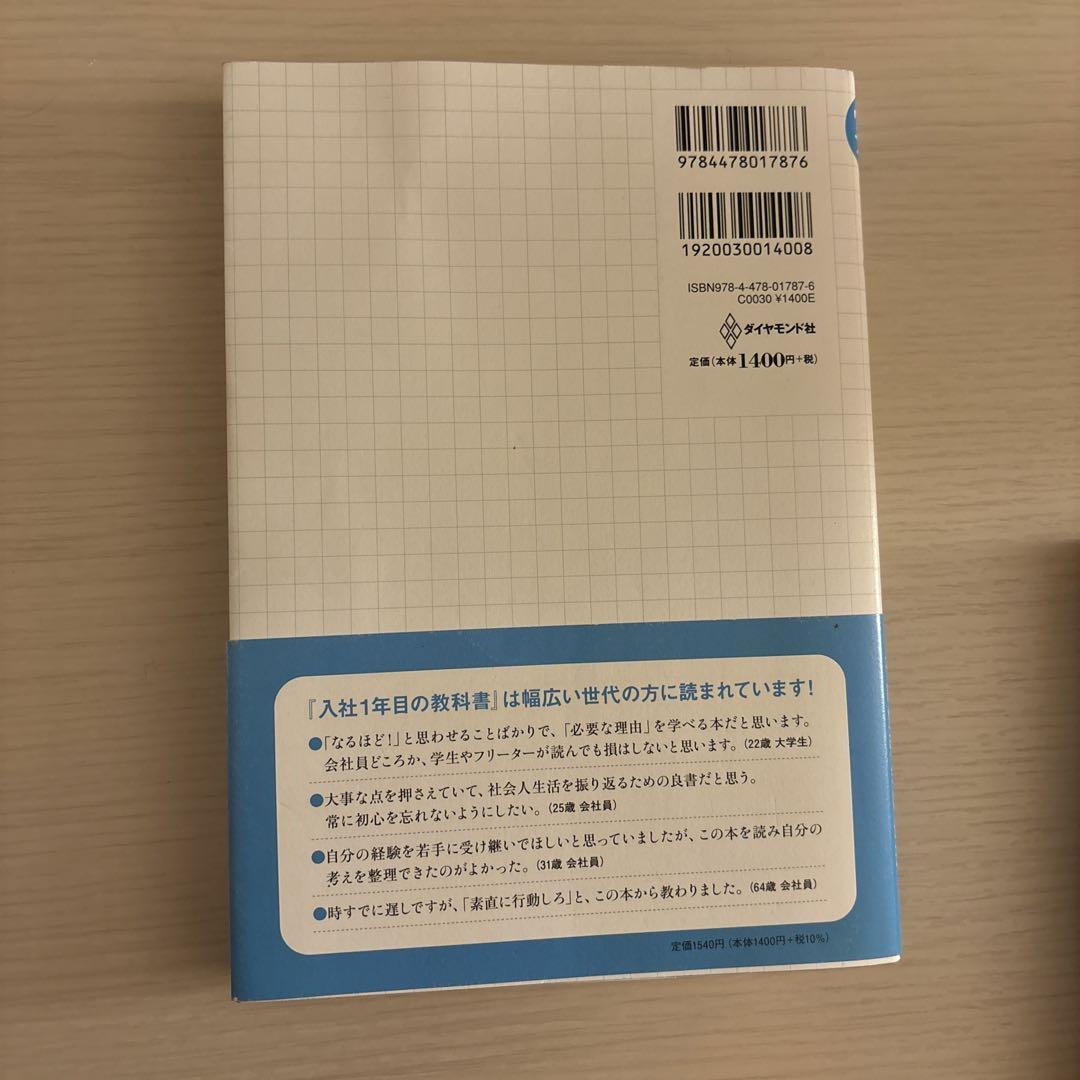 9784478017876
1920030014008
ISBN978-4-478-01787-6
C0030 ¥1400E
ダイヤモンド社
定価(本体1400円+税)
『入社1年目の教科書』は幅広い世代の方に読まれています!
●「なるほど!」と思わせることばかりで、「必要な理由」を学べる本だと思います。
会社員どころか、学生やフリーターが読んでも損はしないと思います。(22歳 大学生)
●大事な点を押さえていて、社会人生活を振り返るための良書だと思う。
常に初心を忘れないようにしたい。(25歳 会社員)
●自分の経験を若手に受け継いでほしいと思っていましたが、この本を読み自分の
考えを整理できたのがよかった。(31歳 会社員)
●時すでに遅しですが、「素直に行動しろ」と、この本から教わりました。(64歳 会社員)
定価1540円(本体1400円+税10%)